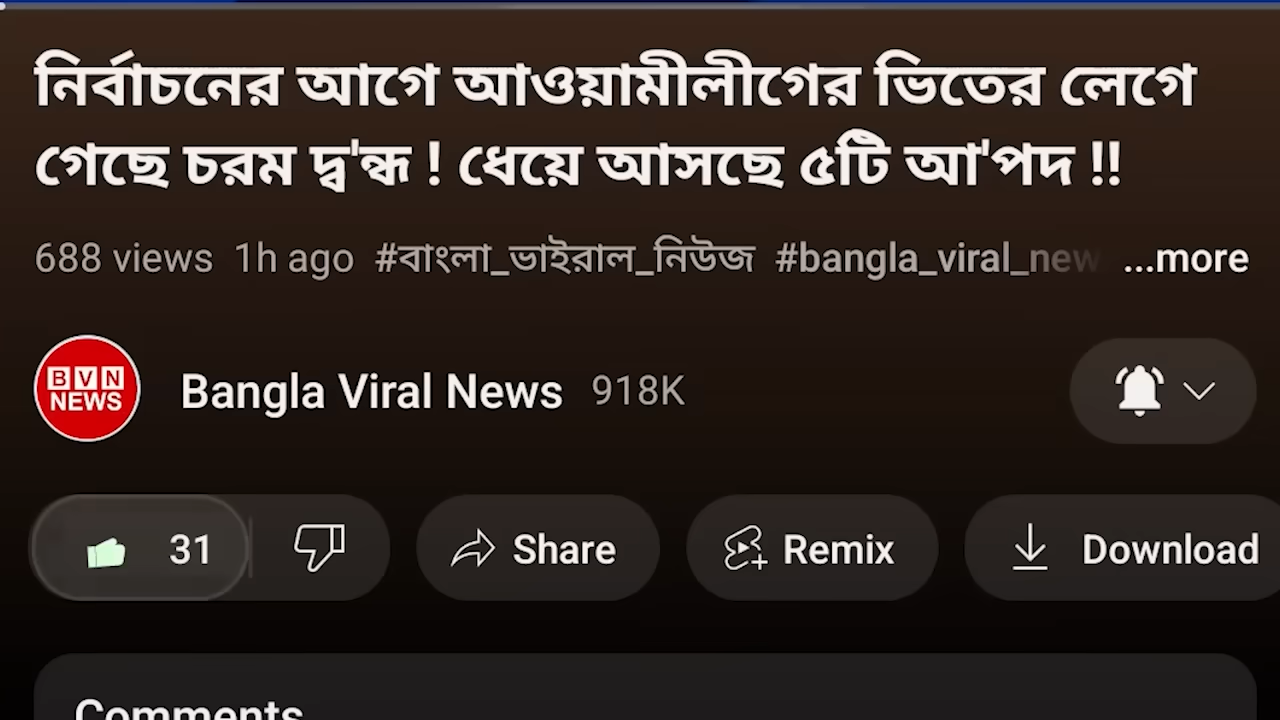 নির্বাচনের আগে আওয়ামীলীগের ভিতের লেগে
গেছে চরম দ্ব'ন্ধ ! ধেয়ে আসছে ৫টি আ'পদ !!
688 views 1h ago #বাংলা_ভাইরাল_নিউজ #bangla_viral_new ...more
BVN
NEWS
Bangla Viral News 918K
31 Share Remix Download
Comments